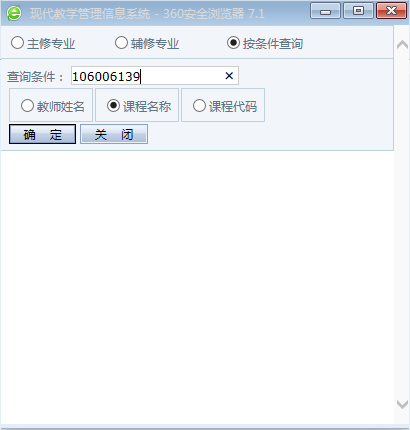 现代教学管理信息系统 - 360安全浏览器 7.1
主修专业 辅修专业 按条件查询
查询条件： 106006139
教师姓名 课程名称 课程代码
确 定 关 闭